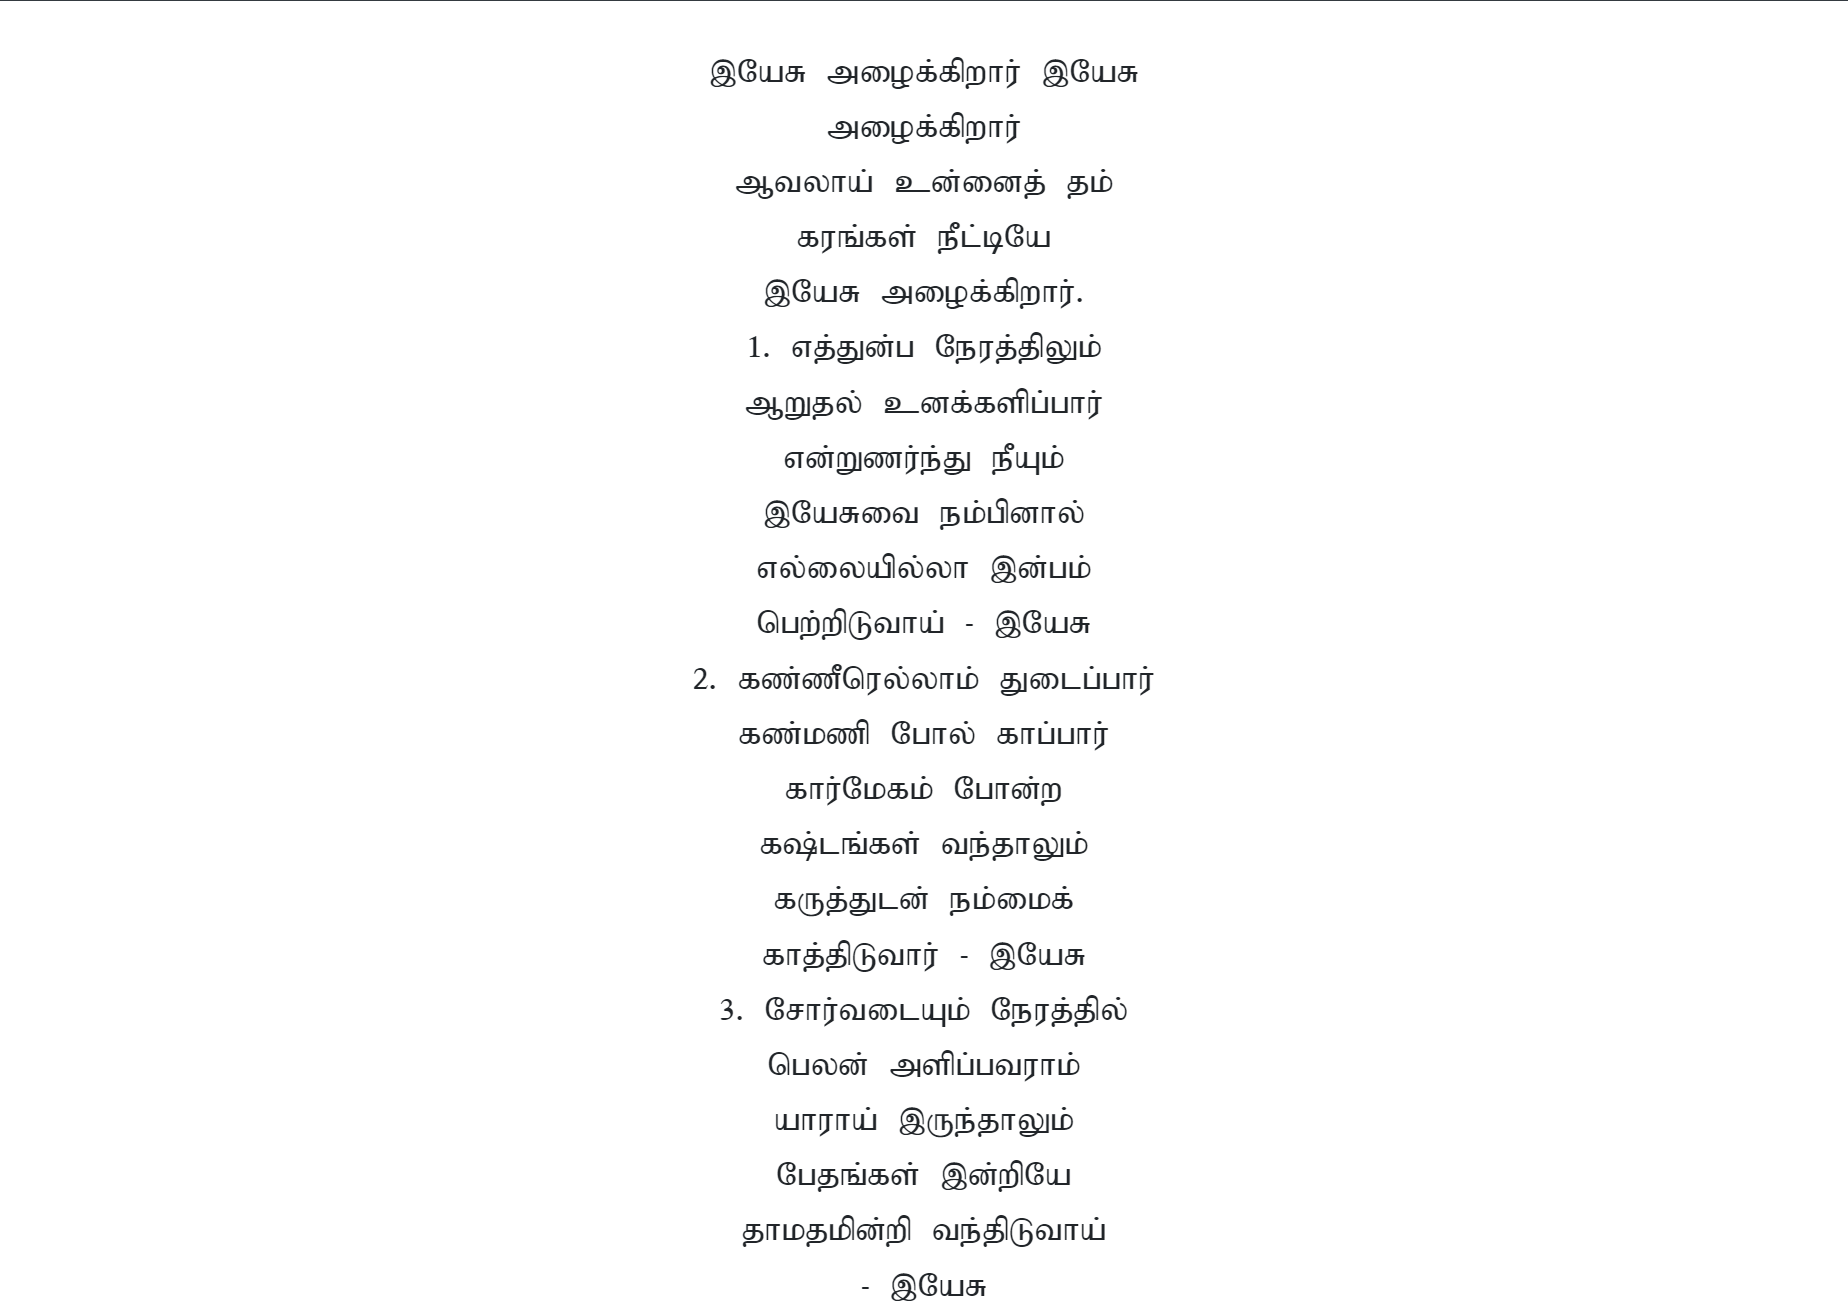 இயேசு அழைக்கிறார் இயேசு
அழைக்கிறார்
ஆவலாய் உன்னைத் தம்
கரங்கள் நீட்டியே
இயேசு அழைக்கிறார்.
1. எத்துன்ப நேரத்திலும்
ஆறுதல் உனக்களிப்பார்
என்றுணர்ந்து நீயும்
இயேசுவை நம்பினால்
எல்லையில்லா இன்பம்
பெற்றிடுவாய் - இயேசு
2. கண்ணீரெல்லாம் துடைப்பார்
கண்மணி போல் காப்பார்
கார்மேகம் போன்ற
கஷ்டங்கள் வந்தாலும்
கருத்துடன் நம்மைக்
காத்திடுவார் - இயேசு
3. சோர்வடையும் நேரத்தில்
பெலன் அளிப்பவராம்
யாராய் இருந்தாலும்
பேதங்கள் இன்றியே
தாமதமின்றி வந்திடுவாய்
- இயேசு